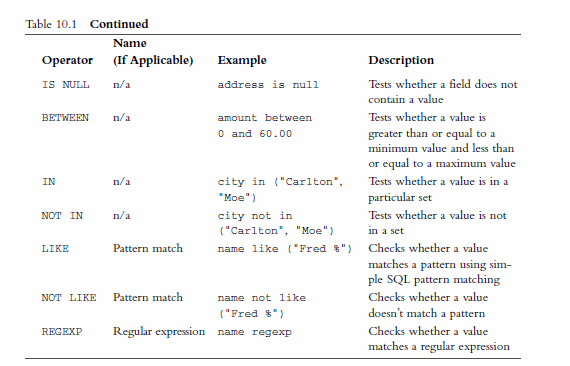 Table 10.1 Continued
Name
Operator (If Applicable) Example Description
IS NULL n/a address is null Tests whether a field does not
contain a value
BETWEEN n/a amount between Tests whether a value is
0 and 60.00 greater than or equal to a
minimum value and less than
or equal to a maximum value
IN n/a city in ("Carlton", Tests whether a value is in a
"Moe") particular set
NOT IN n/a city not in Tests whether a value is not
("Carlton", "Moe") in a set
LIKE Pattern match name like ("Fred %") Checks whether a value
matches a pattern using sim-
ple SQL pattern matching
NOT LIKE Pattern match name not like Checks whether a value
("Fred %") doesn't match a pattern
REGEXP Regular expression name regexp Checks whether a value
matches a regular expression